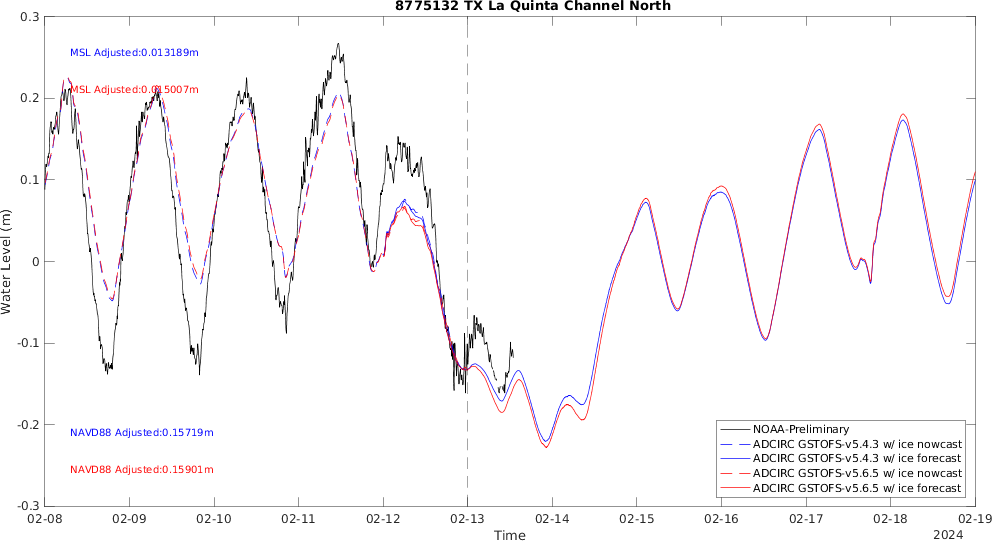 8775132 TX La Quinta Channel North
0.3
MSL Adjusted:0.013189m
MSL Adjusted:0.015007m
0.2
0.1
0
-0.1
-0.2
-0.3
Water Level (m)
NAVD88 Adjusted:0.15719m
NAVD88 Adjusted:0.15901m
NOAA-Preliminary
ADCIRC GSTOFS-v5.4.3 w/ ice nowcast
ADCIRC GSTOFS-v5.4.3 w/ ice forecast
ADCIRC GSTOFS-v5.6.5 w/ ice nowcast
ADCIRC GSTOFS-v5.6.5 w/ ice forecast
02-08 02-09 02-10 02-11 02-12 02-13 02-14 02-15 02-16 02-17 02-18 02-19
Time
2024